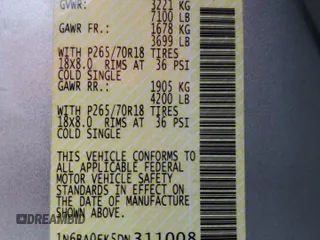 GVWR: 3221 KG
7100 LB
GAWR FR.: 1678 KG
3699 LB
WITH P265/70R18 TIRES
18X8.0 RIMS AT 36 PSI
COLD SINGLE
GAWR RR.: 1905 KG
4200 LB
WITH P265/70R18 TIRES
18X8.0 RIMS AT 36 PSI
COLD SINGLE
THIS VEHICLE CONFORMS TO
ALL APPLICABLE FEDERAL
MOTOR VEHICLE SAFETY
STANDARDS IN EFFECT ON
THE DATE OF MANUFACTURE
SHOWN ABOVE.
1N6BA0EK5DN311008
DREAMBID